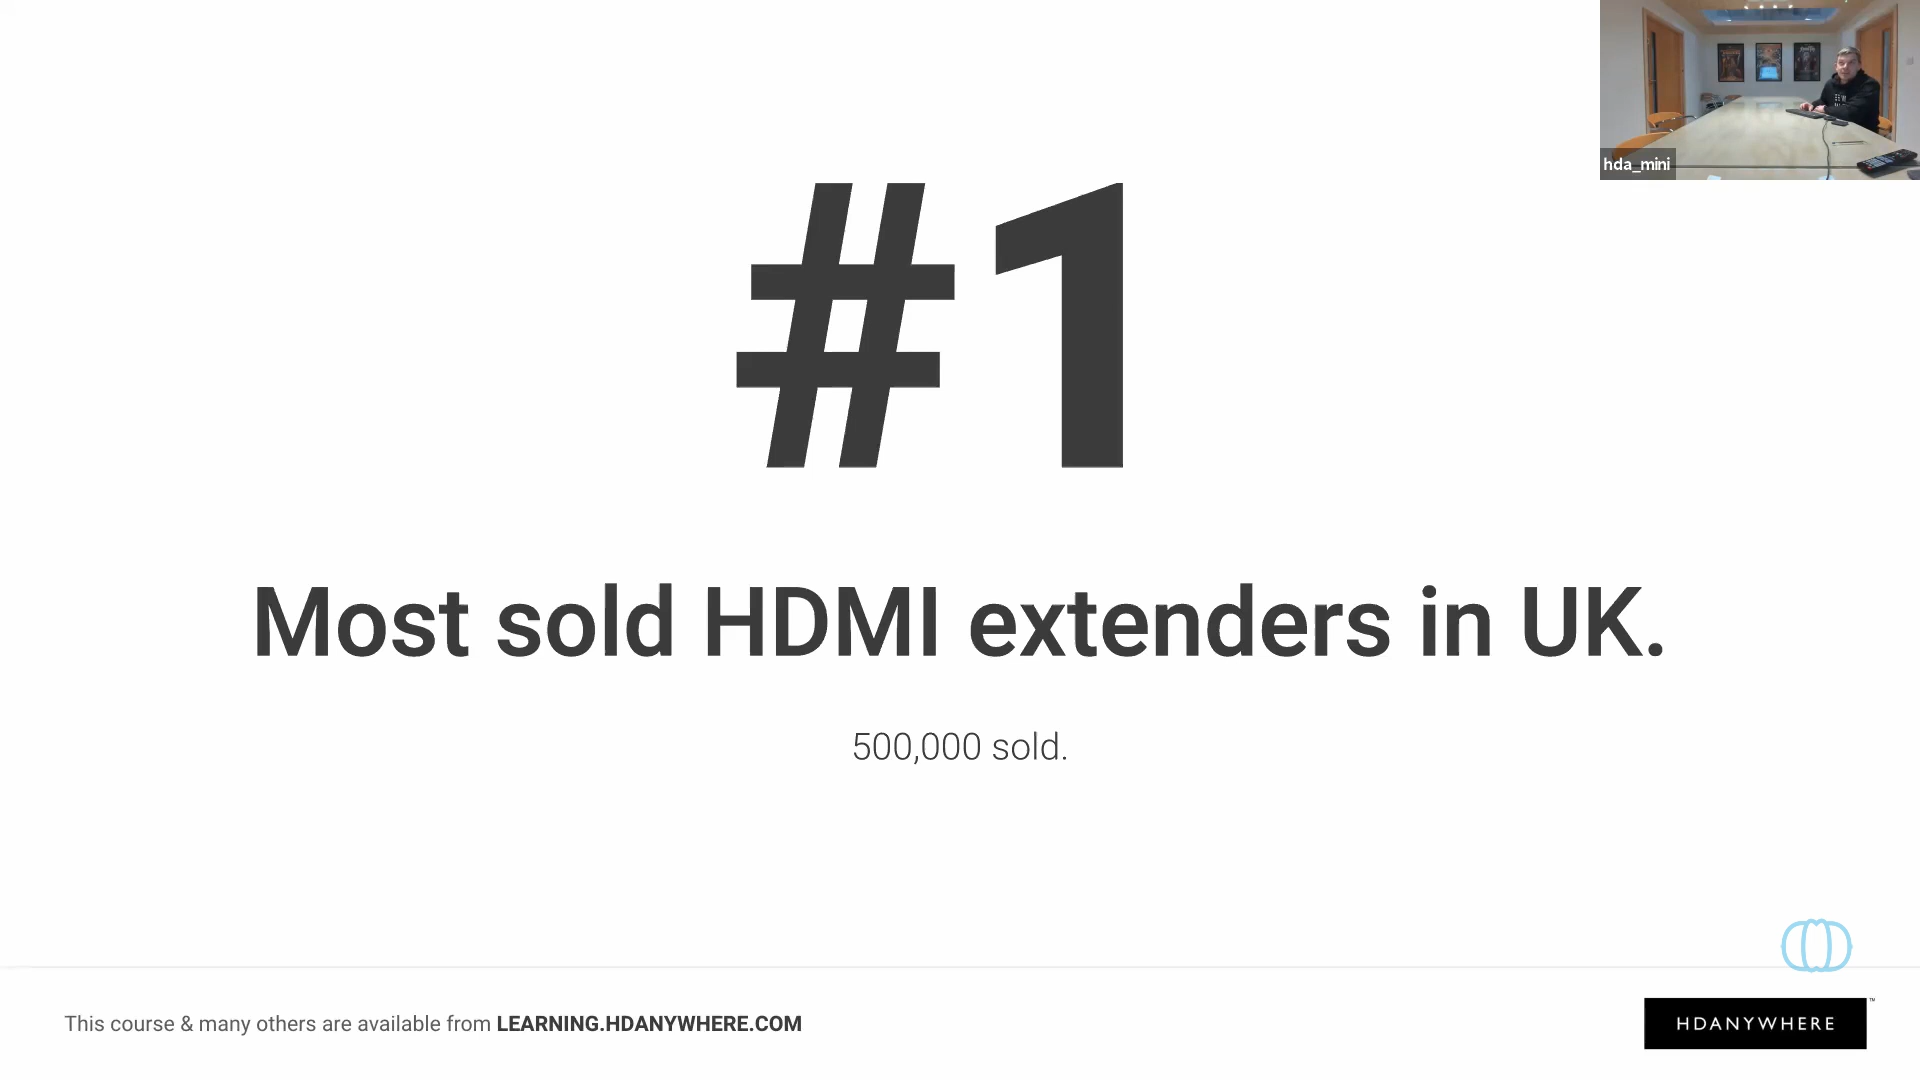 hda_mini
#1
Most sold HDMI extenders in UK.
500,000 sold.
This course & many others are available from LEARNING.HDANYWHERE.COM
HDANYWHERE™